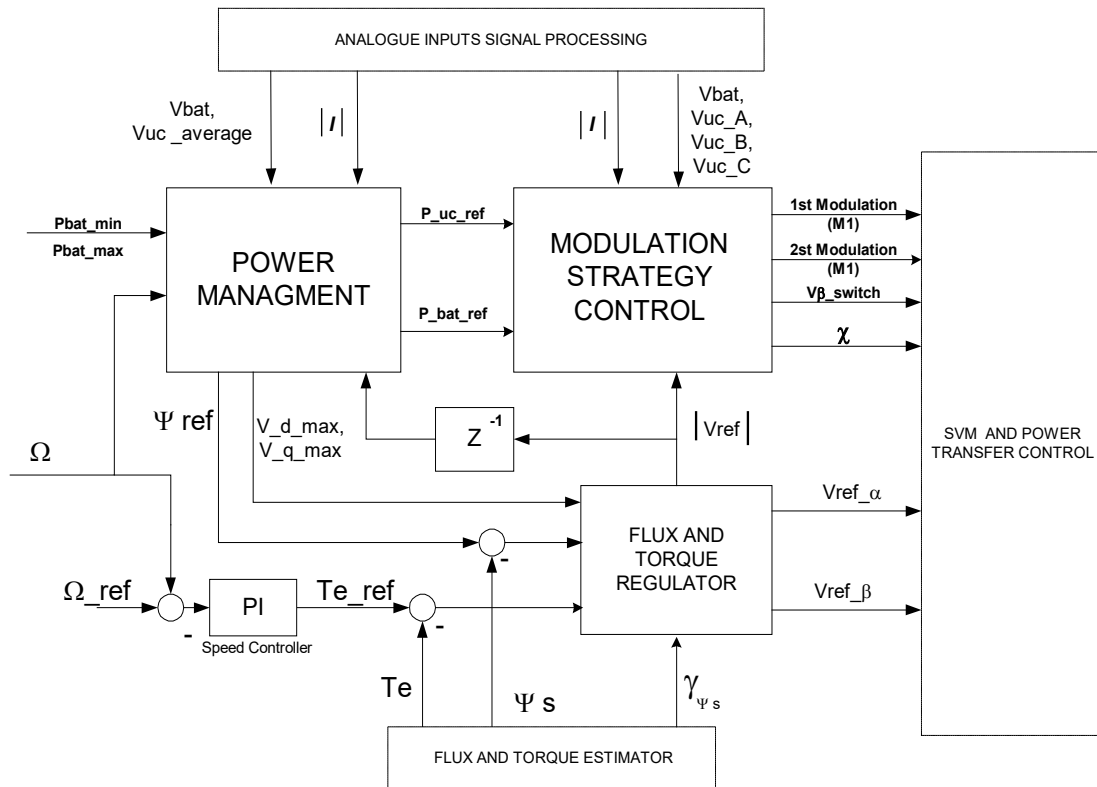 ANALOGUE INPUTS SIGNAL PROCESSING
Vbat,
Vuc _average
| I |
| I |
Vbat,
Vuc_A,
Vuc_B,
Vuc_C
Pbat_min
Pbat_max
POWER
MANAGMENT
P_uc_ref
P_bat_ref
MODULATION
STRATEGY
CONTROL
1st Modulation
(M1)
2st Modulation
(M1)
Vβ_switch
χ
SVM AND POWER
TRANSFER CONTROL
Ψ ref
V_d_max,
V_q_max
Z -1
| Vref |
Ω
FLUX AND
TORQUE
REGULATOR
Vref_α
Vref_β
-
Ω_ref
-
PI
Speed Controller
Te_ref
-
Te
Ψ s
γΨ s
FLUX AND TORQUE ESTIMATOR